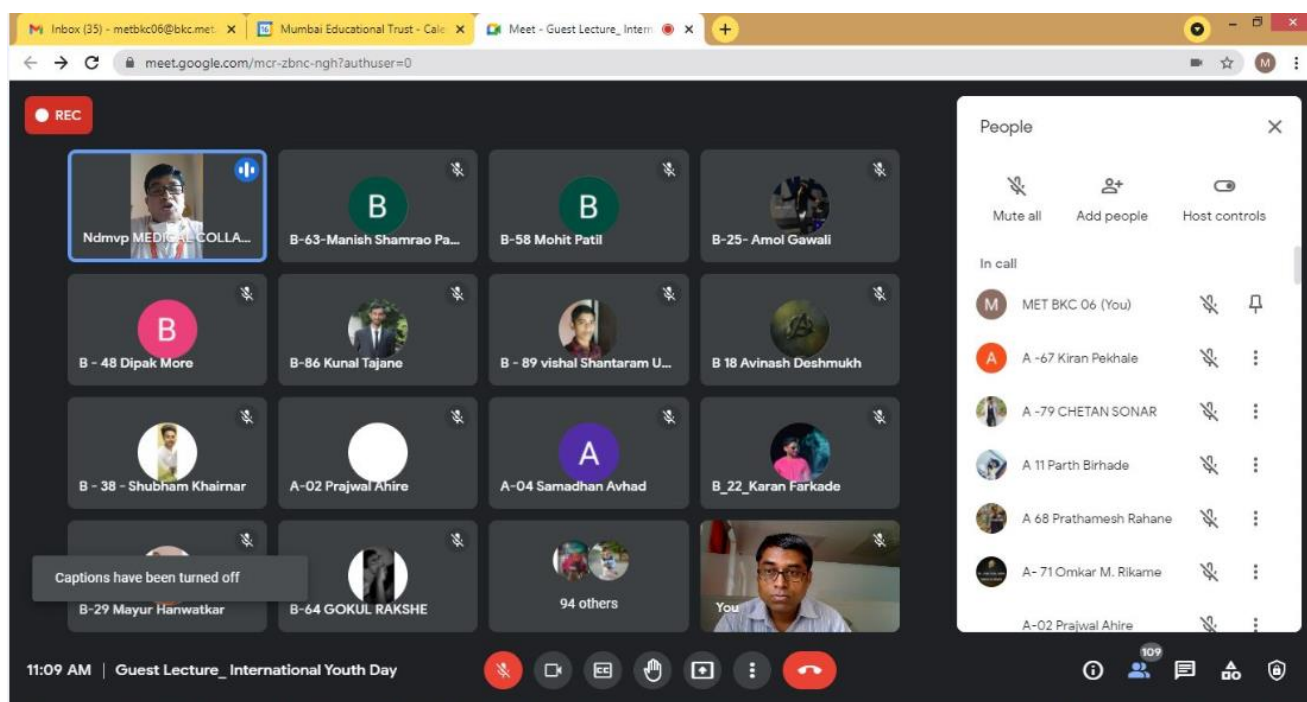 Inbox (35) - metbkc06@bkc.met
Mumbai Educational Trust - Cale
Meet - Guest Lecture_ Intern
meet.google.com/mcr-zbnc-ngh?authuser=0
M
REC
Ndmvp MEDICAL COLLA...
B
B-63-Manish Shamrao Pa...
B
B-58 Mohit Patil
B-25- Amol Gawali
B
B - 48 Dipak More
B-86 Kunal Tajane
B - 89 vishal Shantaram U...
B 18 Avinash Deshmukh
B - 38 - Shubham Khairnar
A-02 Prajwal Ahire
A
A-04 Samadhan Avhad
B_22_Karan Farkade
Captions have been turned off
B-29 Mayur Hanwatkar
B-64 GOKUL RAKSHE
94 others
You
People
Mute all
Add people
Host controls
In call
M
MET BKC 06 (You)
A
A -67 Kiran Pekhale
A -79 CHETAN SONAR
A 11 Parth Birhade
A 68 Prathamesh Rahane
A- 71 Omkar M. Rikame
A-02 Prajwal Ahire
11:09 AM | Guest Lecture_ International Youth Day
CC
109